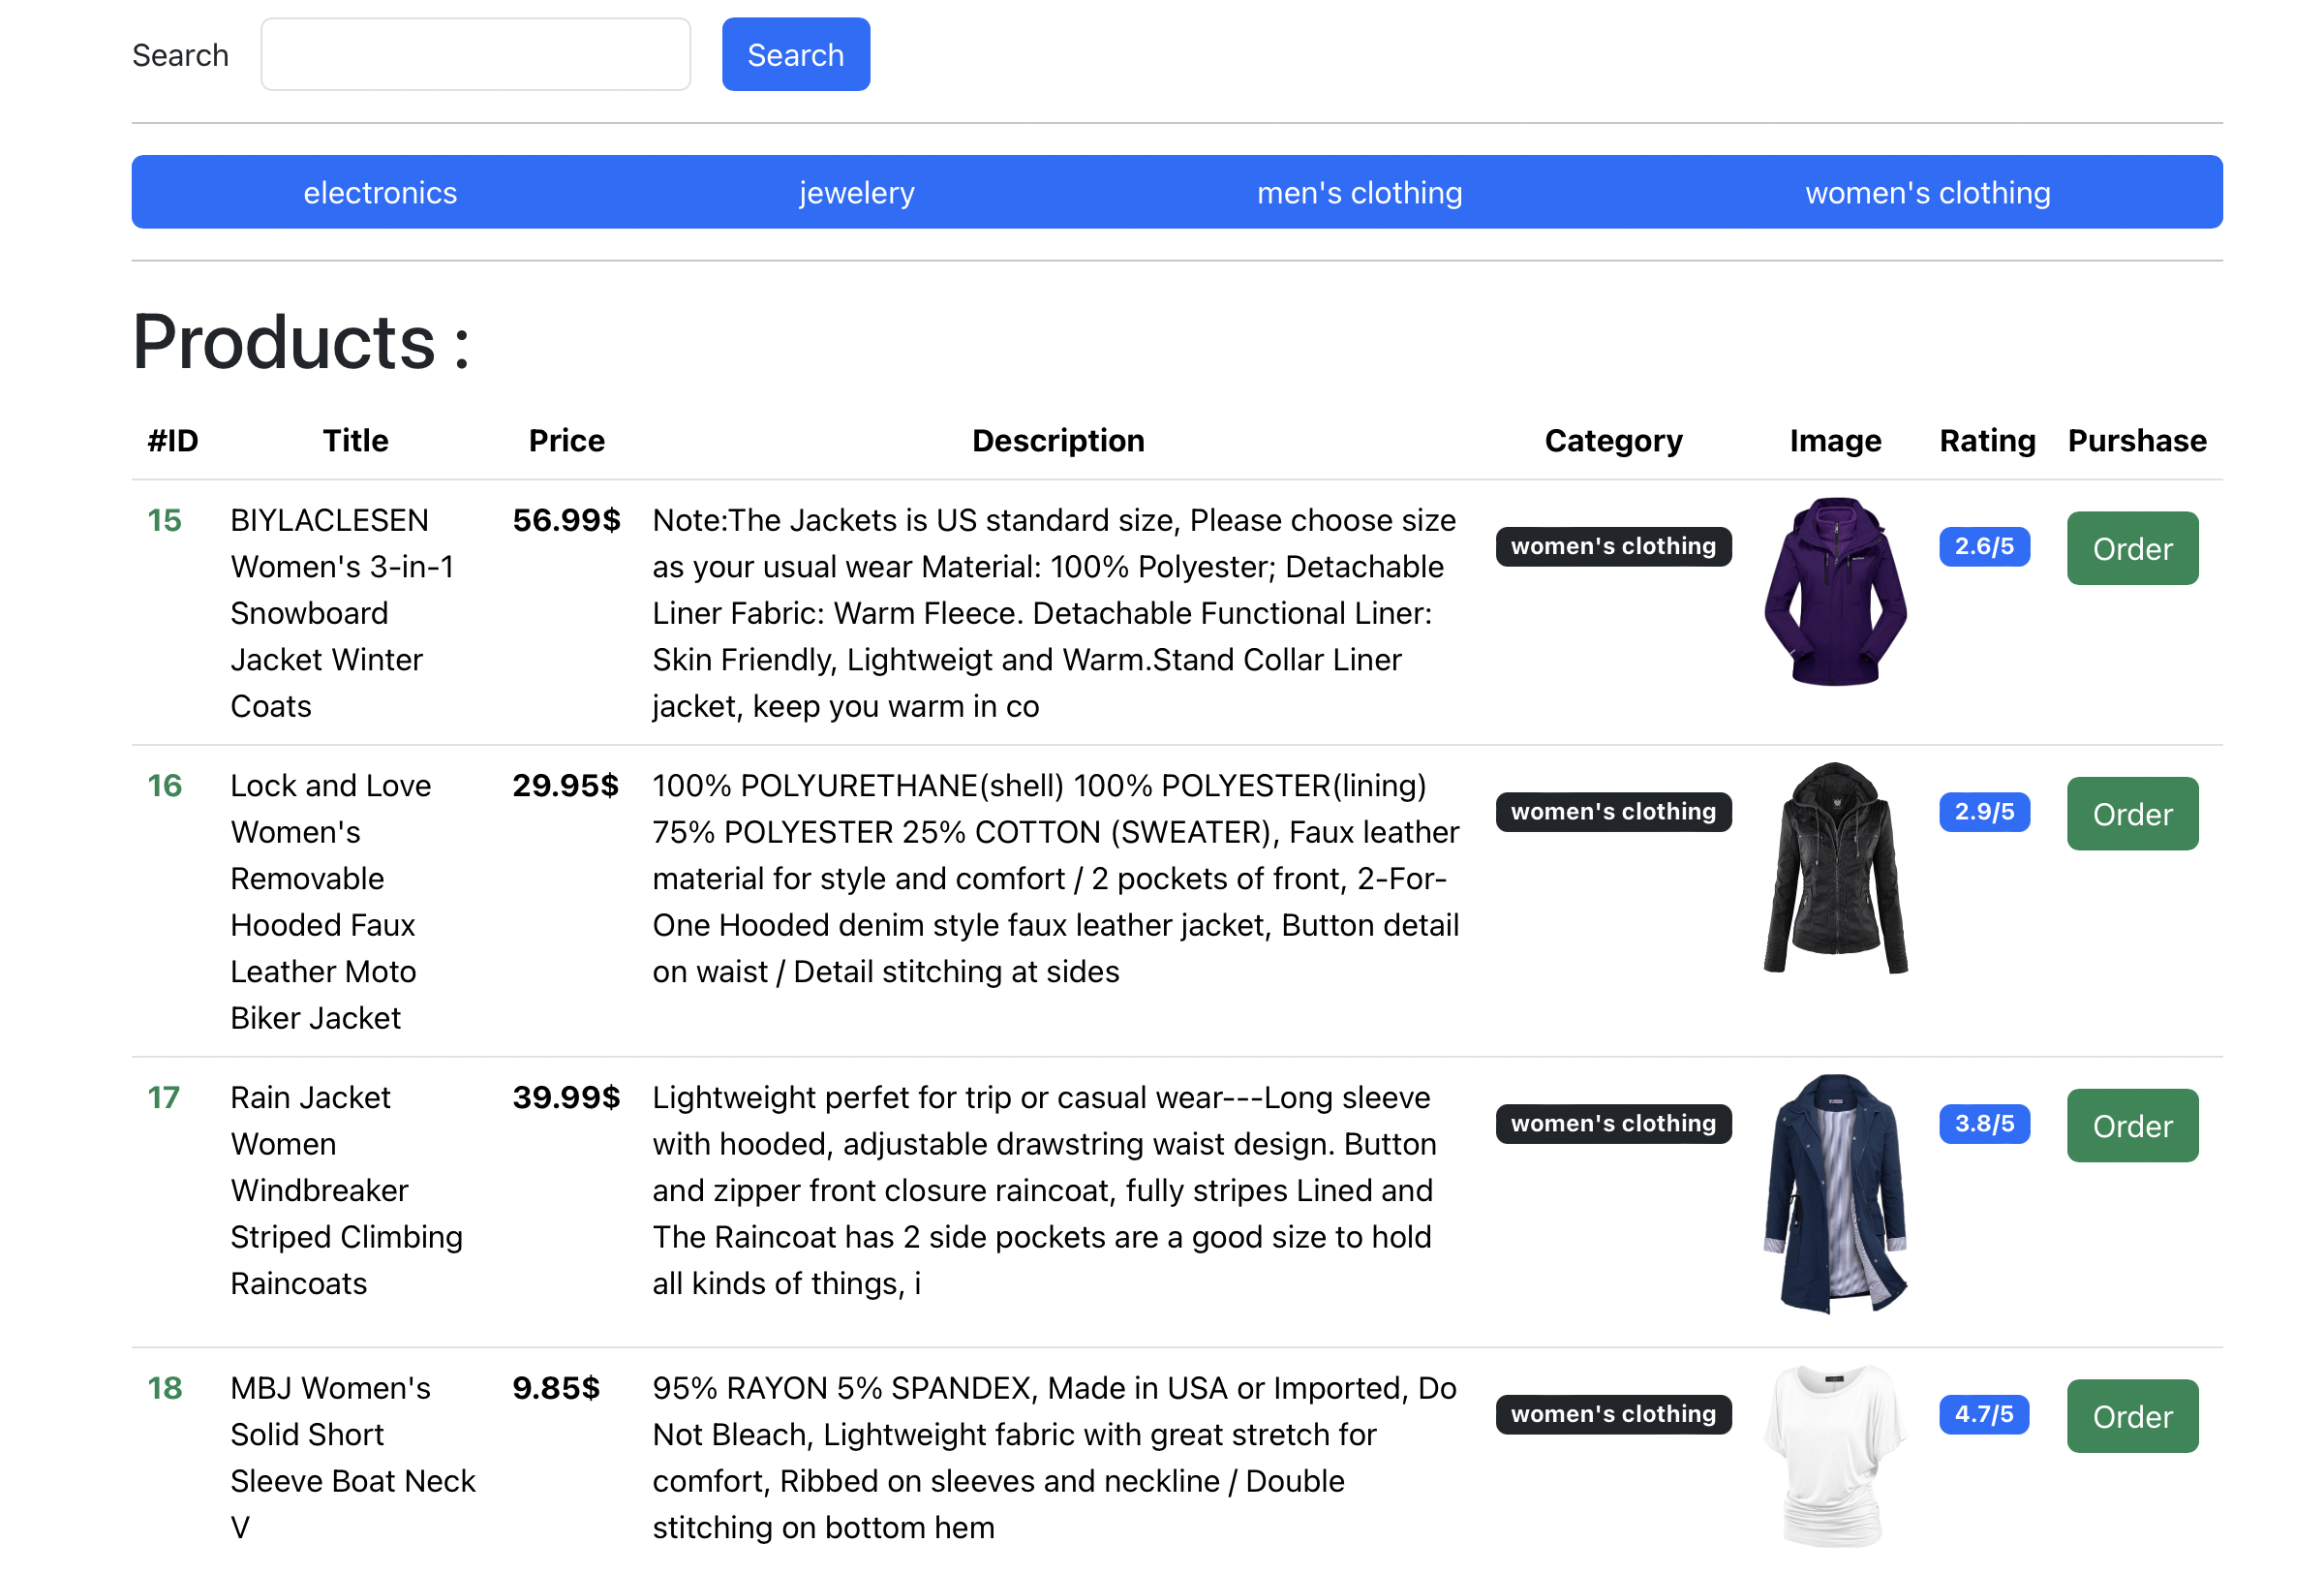 Search
Search
electronics jewelery men's clothing women's clothing
Products :
#ID Title Price Description Category Image Rating Purshase
15 BIYLACLESEN 56.99$ Note:The Jackets is US standard size, Please choose size women's clothing 2.6/5 Order
Women's 3-in-1 as your usual wear Material: 100% Polyester; Detachable
Snowboard Liner Fabric: Warm Fleece. Detachable Functional Liner:
Jacket Winter Skin Friendly, Lightweigt and Warm.Stand Collar Liner
Coats jacket, keep you warm in co
16 Lock and Love 29.95$ 100% POLYURETHANE(shell) 100% POLYESTER(lining) women's clothing 2.9/5 Order
Women's 75% POLYESTER 25% COTTON (SWEATER), Faux leather
Removable material for style and comfort / 2 pockets of front, 2-For-
Hooded Faux One Hooded denim style faux leather jacket, Button detail
Leather Moto on waist / Detail stitching at sides
Biker Jacket
17 Rain Jacket 39.99$ Lightweight perfet for trip or casual wear---Long sleeve women's clothing 3.8/5 Order
Women with hooded, adjustable drawstring waist design. Button
Windbreaker and zipper front closure raincoat, fully stripes Lined and
Striped Climbing The Raincoat has 2 side pockets are a good size to hold
Raincoats all kinds of things, i
18 MBJ Women's 9.85$ 95% RAYON 5% SPANDEX, Made in USA or Imported, Do women's clothing 4.7/5 Order
Solid Short Not Bleach, Lightweight fabric with great stretch for
Sleeve Boat Neck comfort, Ribbed on sleeves and neckline / Double
V stitching on bottom hem